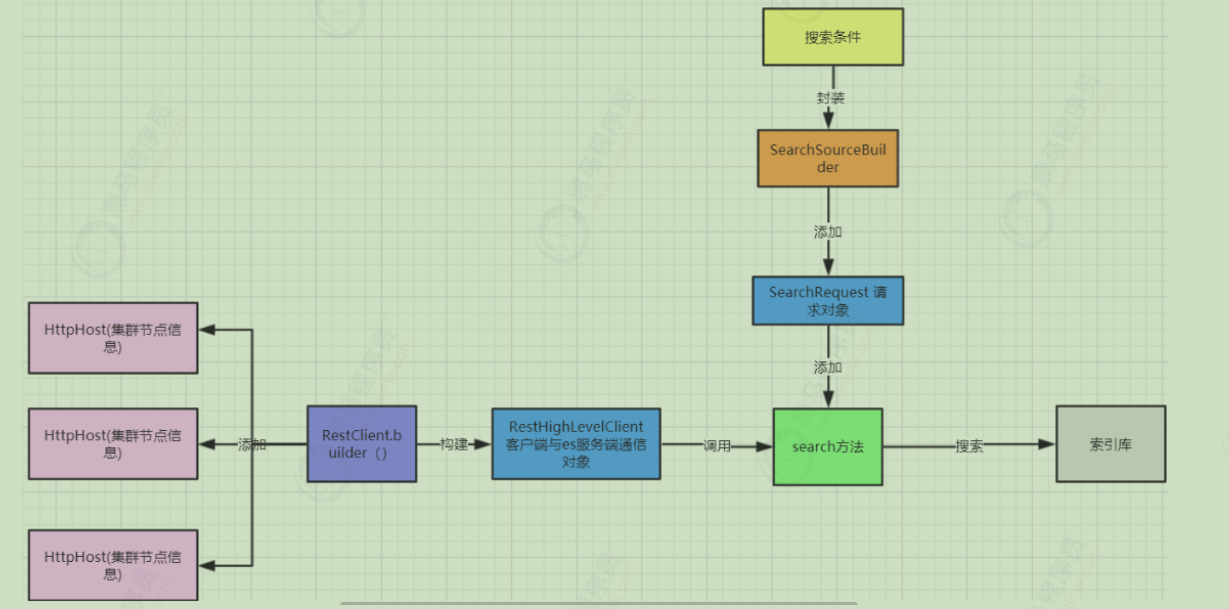 搜索条件
封装
SearchSourceBuil
der
添加
SearchRequest 请
求对象
添加
HttpHost(集群节点信
息)
HttpHost(集群节点信
息)
HttpHost(集群节点信
息)
添加
RestClient.b
uilder（）
构建
RestHighLevelClient
客户端与es服务端通信
对象
调用
search方法
搜索
索引库